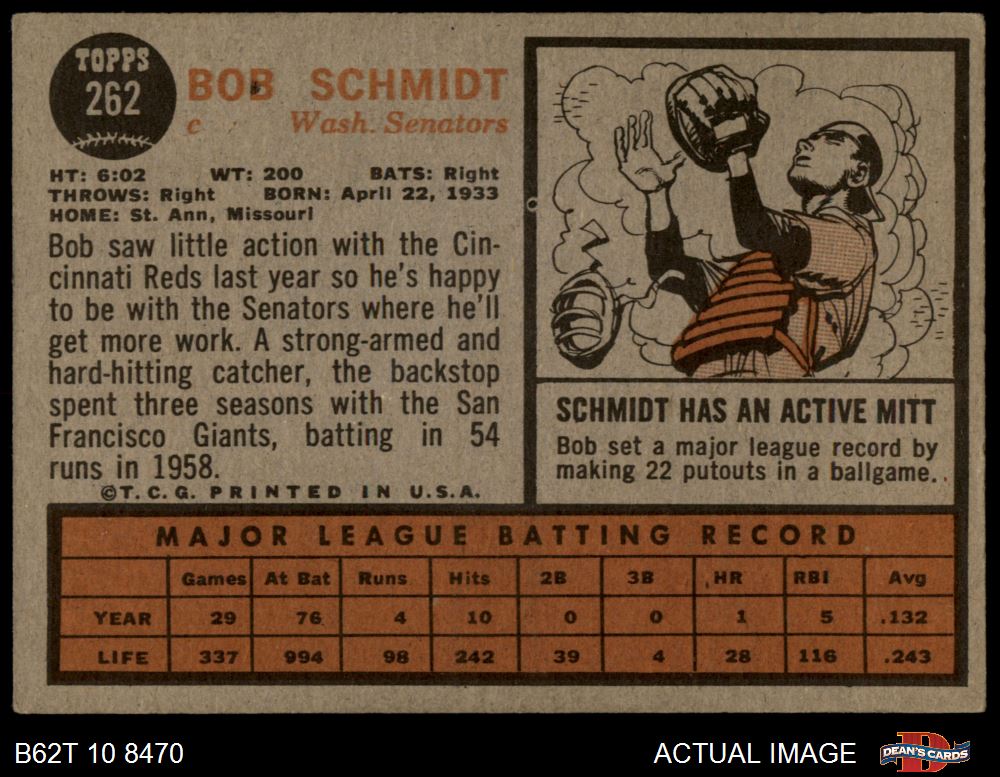 TOPPS
262
BOB SCHMIDT
c Wash. Senators
HT: 6:02 WT: 200 BATS: Right
THROWS: Right BORN: April 22, 1933
HOME: St. Ann, Missouri
Bob saw little action with the Cin-
cinnati Reds last year so he's happy
to be with the Senators where he'll
get more work. A strong-armed and
hard-hitting catcher, the backstop
spent three seasons with the San
Francisco Giants, batting in 54
runs in 1958.
©T.C.G. PRINTED IN U.S.A.
SCHMIDT HAS AN ACTIVE MITT
Bob set a major league record by
making 22 putouts in a ballgame.
MAJOR LEAGUE BATTING RECORD
Games At Bat Runs Hits 2B 3B HR RBI Avg
YEAR 29 76 4 10 0 0 1 5 .132
LIFE 337 994 98 242 39 4 28 116 .243
B62T 10 8470 ACTUAL IMAGE DEAN'S CARDS